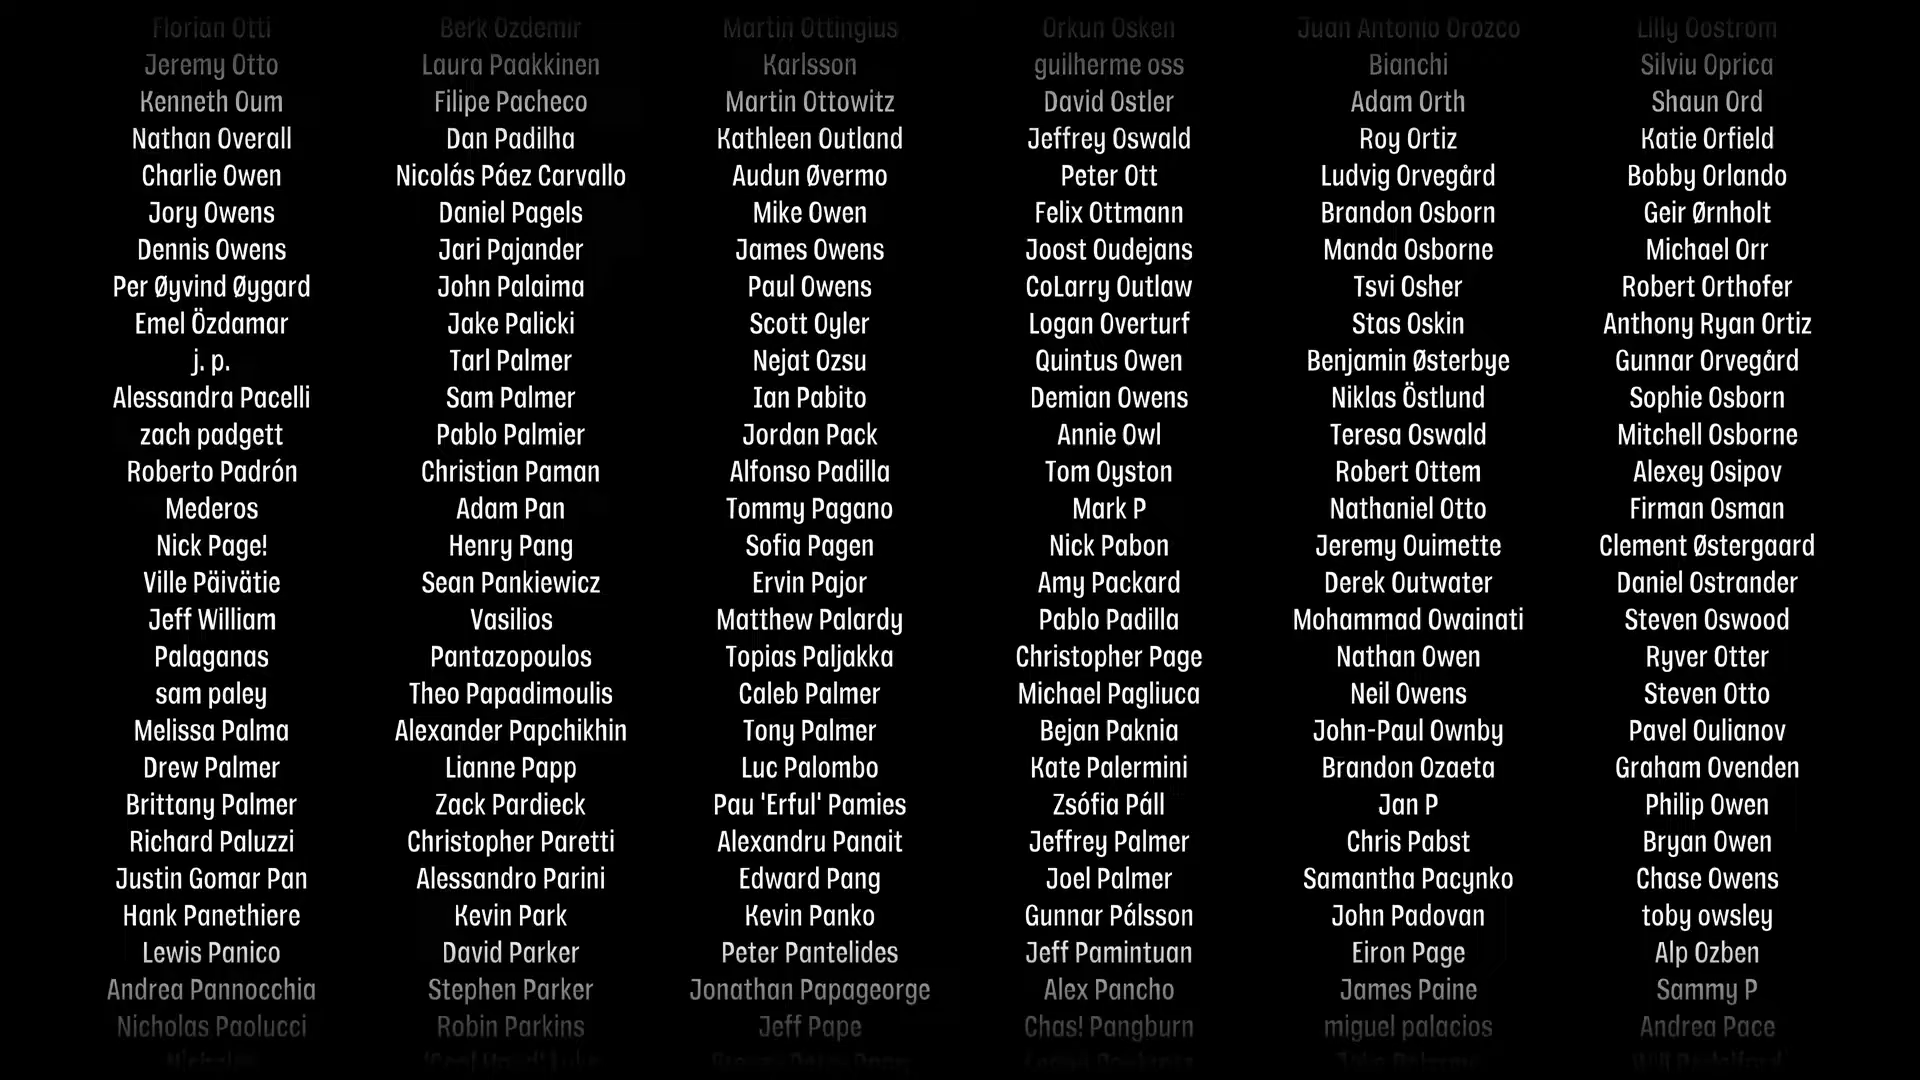 Florian Otti
Jeremy Otto
Kenneth Oum
Nathan Overall
Charlie Owen
Jory Owens
Dennis Owens
Per Øyvind Øygard
Emel Özdamar
j. p.
Alessandra Pacelli
zach padgett
Roberto Padrón
Mederos
Nick Page!
Ville Päivätie
Jeff William
Palaganas
sam paley
Melissa Palma
Drew Palmer
Brittany Palmer
Richard Paluzzi
Justin Gomar Pan
Hank Panethiere
Lewis Panico
Andrea Pannocchia
Nicholas Paolucci
Berk Ozdemir
Laura Paakkinen
Filipe Pacheco
Dan Padilha
Nicolás Páez Carvallo
Daniel Pagels
Jari Pajander
John Palaima
Jake Palicki
Tarl Palmer
Sam Palmer
Pablo Palmier
Christian Paman
Adam Pan
Henry Pang
Sean Pankiewicz
Vasilios
Pantazopoulos
Theo Papadimoulis
Alexander Papchikhin
Lianne Papp
Zack Pardieck
Christopher Paretti
Alessandro Parini
Kevin Park
David Parker
Stephen Parker
Robin Parkins
Martin Ottingius
Karlsson
Martin Ottowitz
Kathleen Outland
Audun Øvermo
Mike Owen
James Owens
Paul Owens
Scott Oyler
Nejat Ozsu
Ian Pabito
Jordan Pack
Alfonso Padilla
Tommy Pagano
Sofia Pagen
Ervin Pajor
Matthew Palardy
Topias Paljakka
Caleb Palmer
Tony Palmer
Luc Palombo
Pau 'Erful' Pamies
Alexandru Panait
Edward Pang
Kevin Panko
Peter Pantelides
Jonathan Papageorge
Jeff Pape
Orkun Osken
guilherme oss
David Ostler
Jeffrey Oswald
Peter Ott
Felix Ottmann
Joost Oudejans
CoLarry Outlaw
Logan Overturf
Quintus Owen
Demian Owens
Annie Owl
Tom Oyston
Mark P
Nick Pabon
Amy Packard
Pablo Padilla
Christopher Page
Michael Pagliuca
Bejan Paknia
Kate Palermini
Zsófia Páll
Jeffrey Palmer
Joel Palmer
Gunnar Pálsson
Jeff Pamintuan
Alex Pancho
Chas! Pangburn
Juan Antonio Orozco
Bianchi
Adam Orth
Roy Ortiz
Ludvig Orvegård
Brandon Osborn
Manda Osborne
Tsvi Osher
Stas Oskin
Benjamin Østerbye
Niklas Östlund
Teresa Oswald
Robert Ottem
Nathaniel Otto
Jeremy Ouimette
Derek Outwater
Mohammad Owainati
Nathan Owen
Neil Owens
John-Paul Ownby
Brandon Ozaeta
Jan P
Chris Pabst
Samantha Pacynko
John Padovan
Eiron Page
James Paine
miguel palacios
Lilly Oostrom
Silviu Oprica
Shaun Ord
Katie Orfield
Bobby Orlando
Geir Ørnholt
Michael Orr
Robert Orthofer
Anthony Ryan Ortiz
Gunnar Orvegård
Sophie Osborn
Mitchell Osborne
Alexey Osipov
Firman Osman
Clement Østergaard
Daniel Ostrander
Steven Oswood
Ryver Otter
Steven Otto
Pavel Oulianov
Graham Ovenden
Philip Owen
Bryan Owen
Chase Owens
toby owsley
Alp Ozben
Sammy P
Andrea Pace